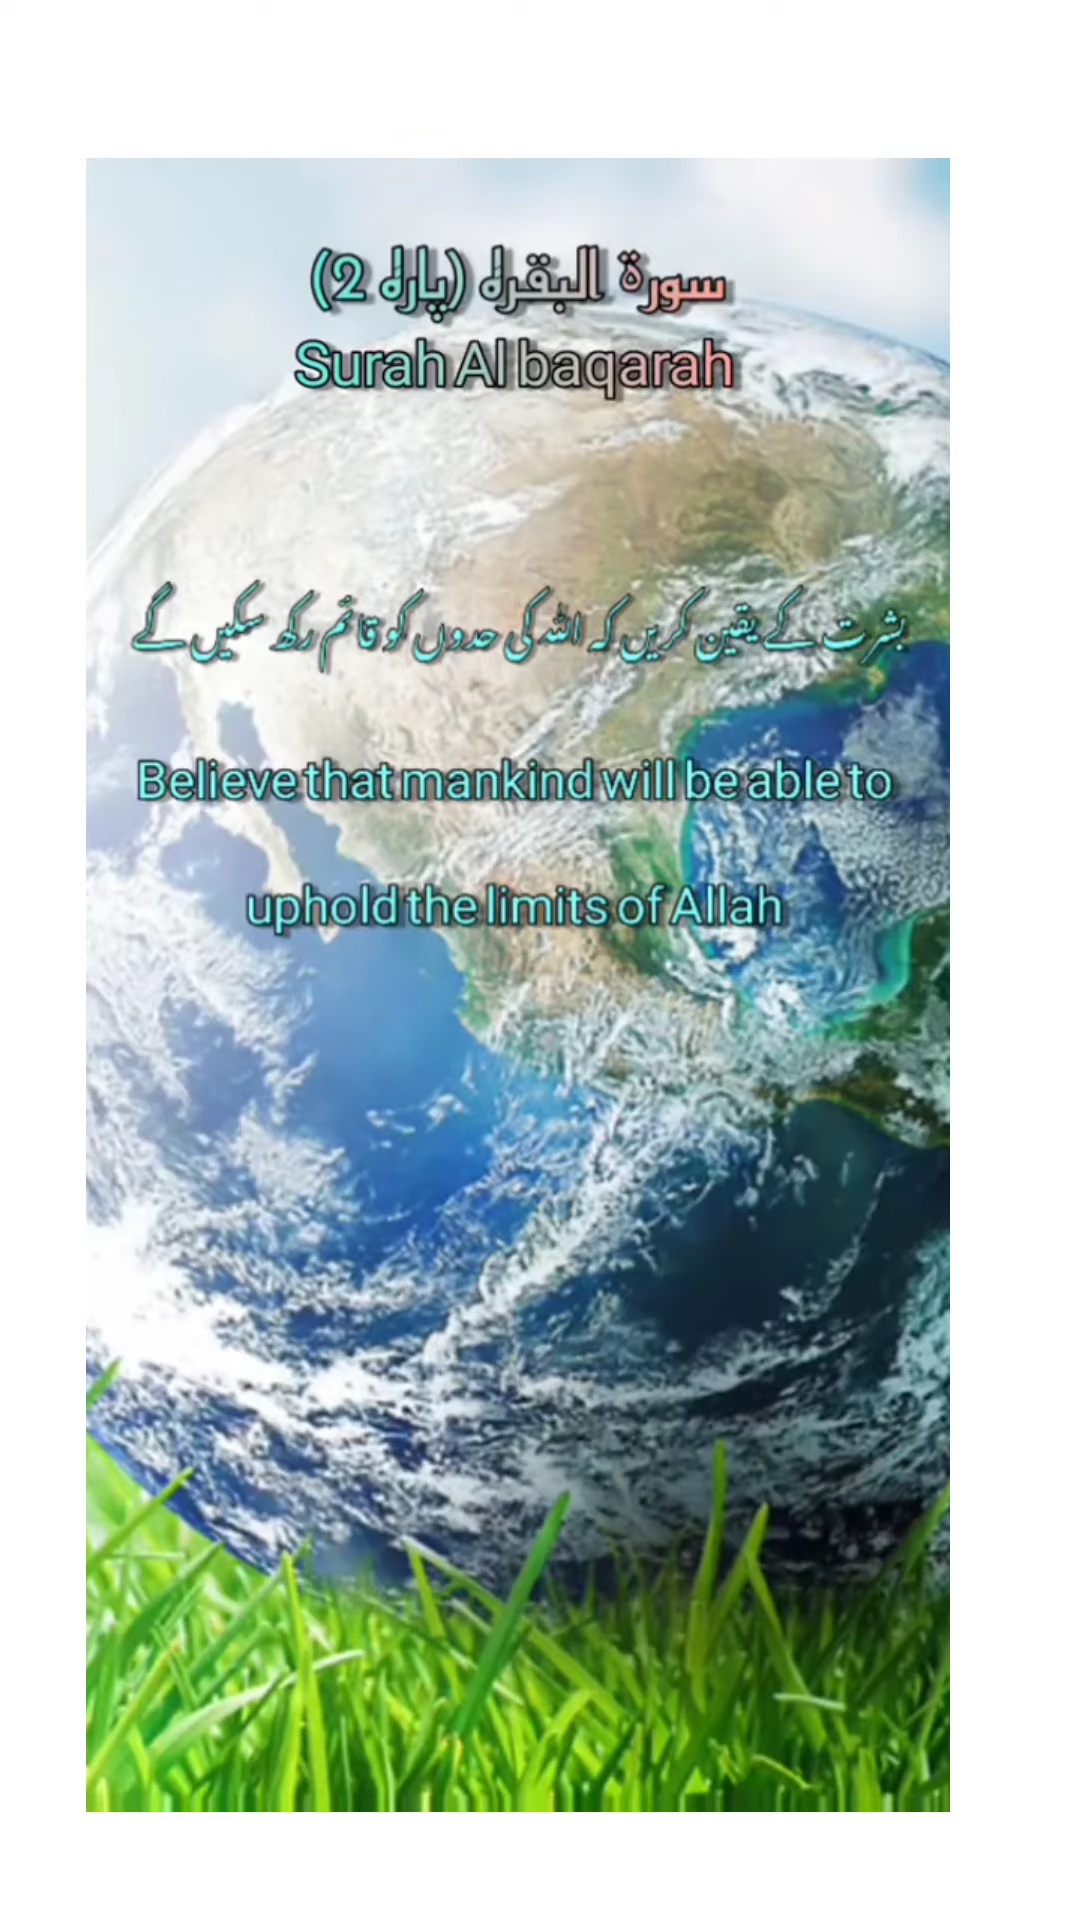 سورة البقرہ (پارہ 2)
Surah Al baqarah
بشرت کے یقین کریں کہ اللہ کی حدوں کو قائم رکھ سکیں گے
Believe that mankind will be able to
uphold the limits of Allah